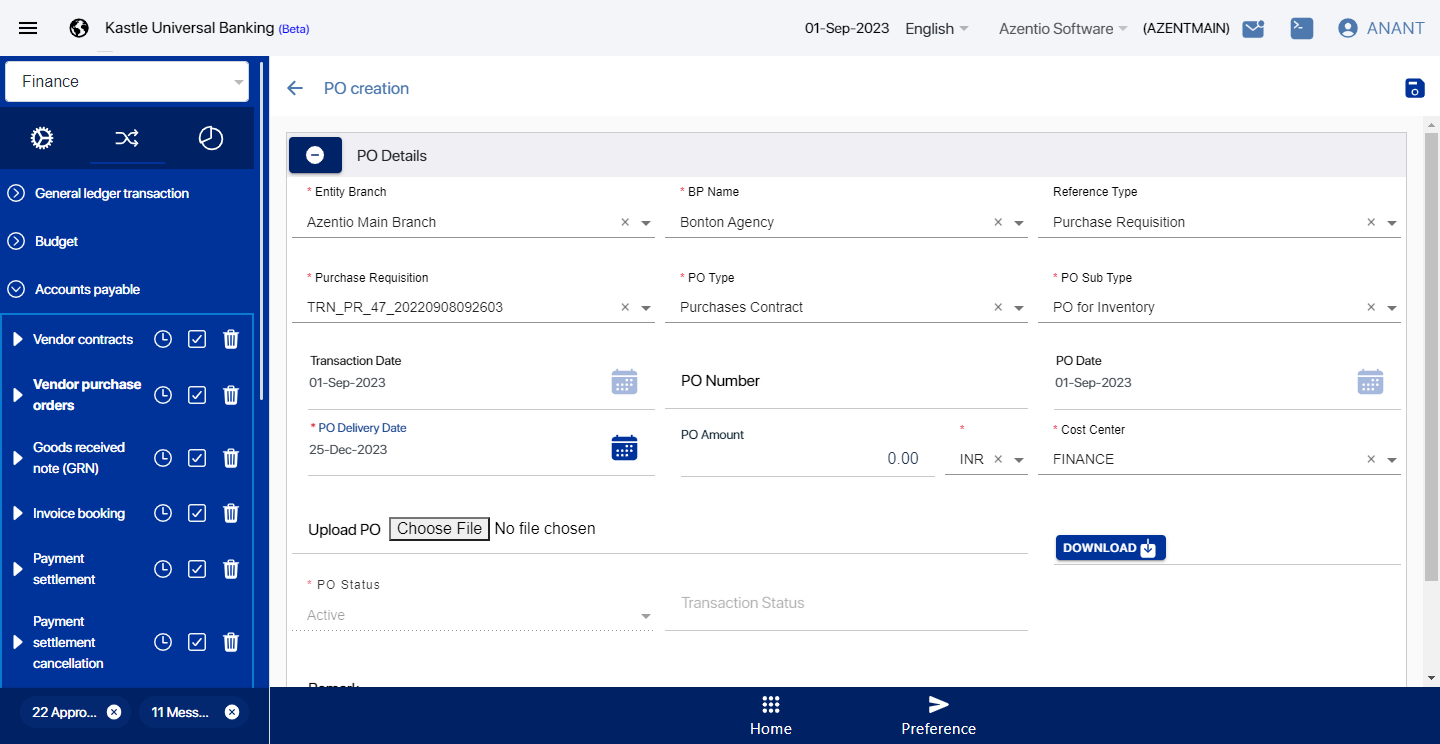 Kastle Universal Banking (Beta)
01-Sep-2023
English
Azentio Software
(AZENTMAIN)
ANANT
Finance
PO creation
General ledger transaction
Budget
Accounts payable
Vendor contracts
Vendor purchase
orders
Goods received
note (GRN)
Invoice booking
Payment
settlement
Payment
settlement
cancellation
22 Appro...
11 Mess...
PO Details
* Entity Branch
Azentio Main Branch
* BP Name
Bonton Agency
Reference Type
Purchase Requisition
* Purchase Requisition
TRN_PR_47_20220908092603
* PO Type
Purchases Contract
* PO Sub Type
PO for Inventory
Transaction Date
01-Sep-2023
PO Number
PO Date
01-Sep-2023
* PO Delivery Date
25-Dec-2023
PO Amount
0.00
*
INR
* Cost Center
FINANCE
Upload PO Choose File No file chosen
DOWNLOAD
* PO Status
Active
Transaction Status
Remark
Home
Preference